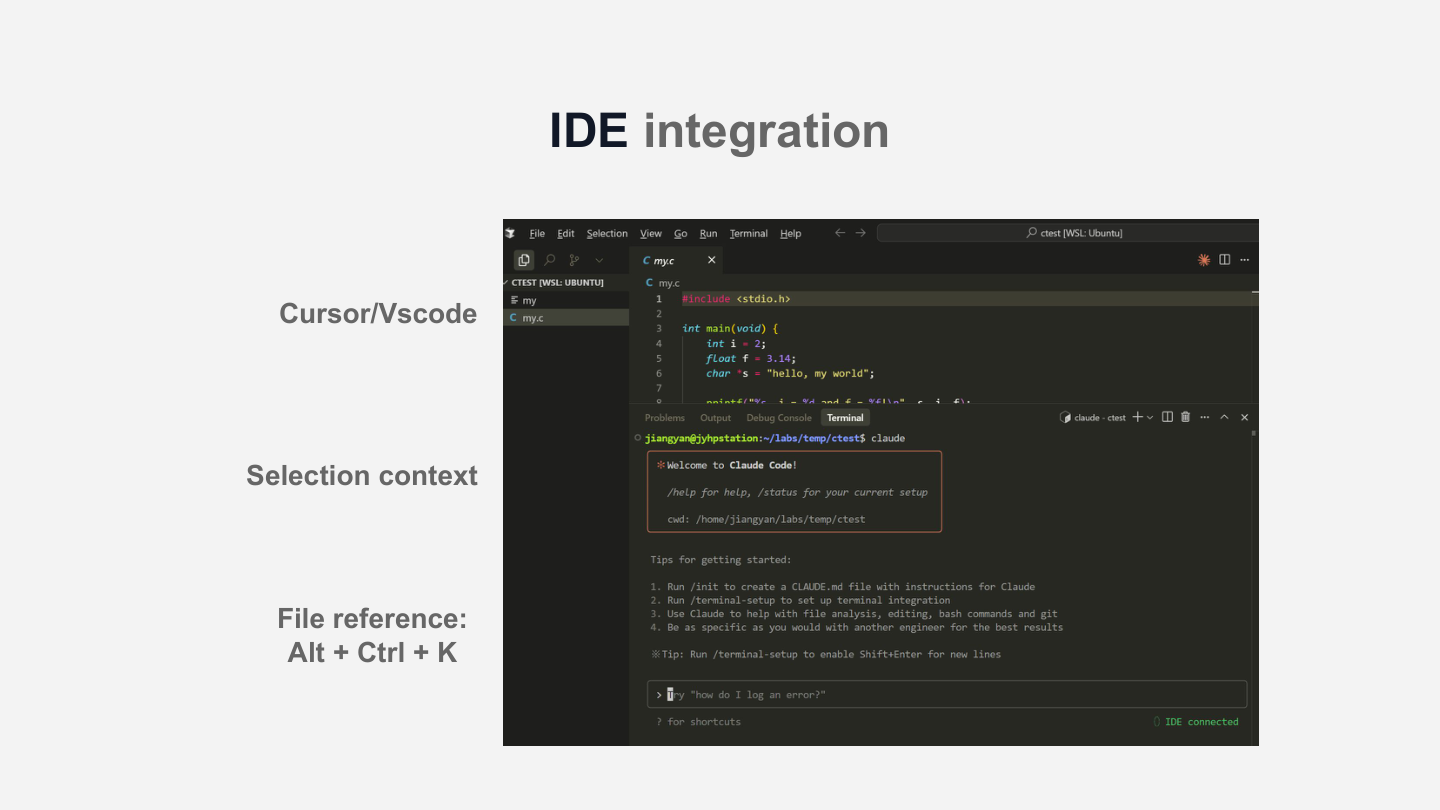 IDE integration
Cursor/Vscode
Selection context
File reference:
Alt + Ctrl + K
File Edit Selection View Go Run Terminal Help
ctest [WSL: Ubuntu]
C my.c
CTEST [WSL: UBUNTU]
my
C my.c
C my.c
1 #include <stdio.h>
2
3 int main(void) {
4 int i = 2;
5 float f = 3.14;
6 char *s = "hello, my world";
7
8 printf("%s, i = %d and f = %f!\n", s, i, f);
Problems Output Debug Console Terminal
claude - ctest
jiangyan@jyhpstation:~/labs/temp/ctest$ claude
Welcome to Claude Code!
/help for help, /status for your current setup
cwd: /home/jiangyan/labs/temp/ctest
Tips for getting started:
1. Run /init to create a CLAUDE.md file with instructions for Claude
2. Run /terminal-setup to set up terminal integration
3. Use Claude to help with file analysis, editing, bash commands and git
4. Be as specific as you would with another engineer for the best results
※Tip: Run /terminal-setup to enable Shift+Enter for new lines
> Try "how do I log an error?"
? for shortcuts
IDE connected